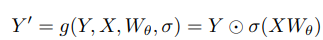 Y′ = g(Y, X, W_θ, σ) = Y ⊙ σ(XW_θ)